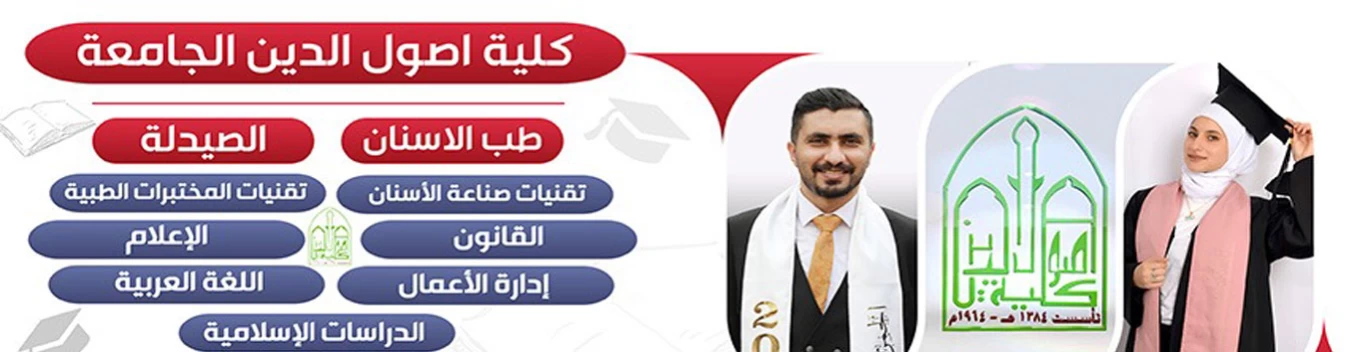 كلية اصول الدين الجامعة
طب الاسنان
الصيدلة
تقنيات صناعة الأسنان
تقنيات المختبرات الطبية
القانون
الإعلام
إدارة الأعمال
اللغة العربية
الدراسات الإسلامية
اصول الدين
كلية
تأسست ١٣٨٤ هـ - ١٩٦٤م
20